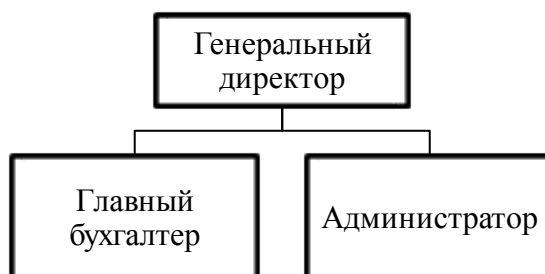 Генеральный
директор
Главный
бухгалтер
Администратор